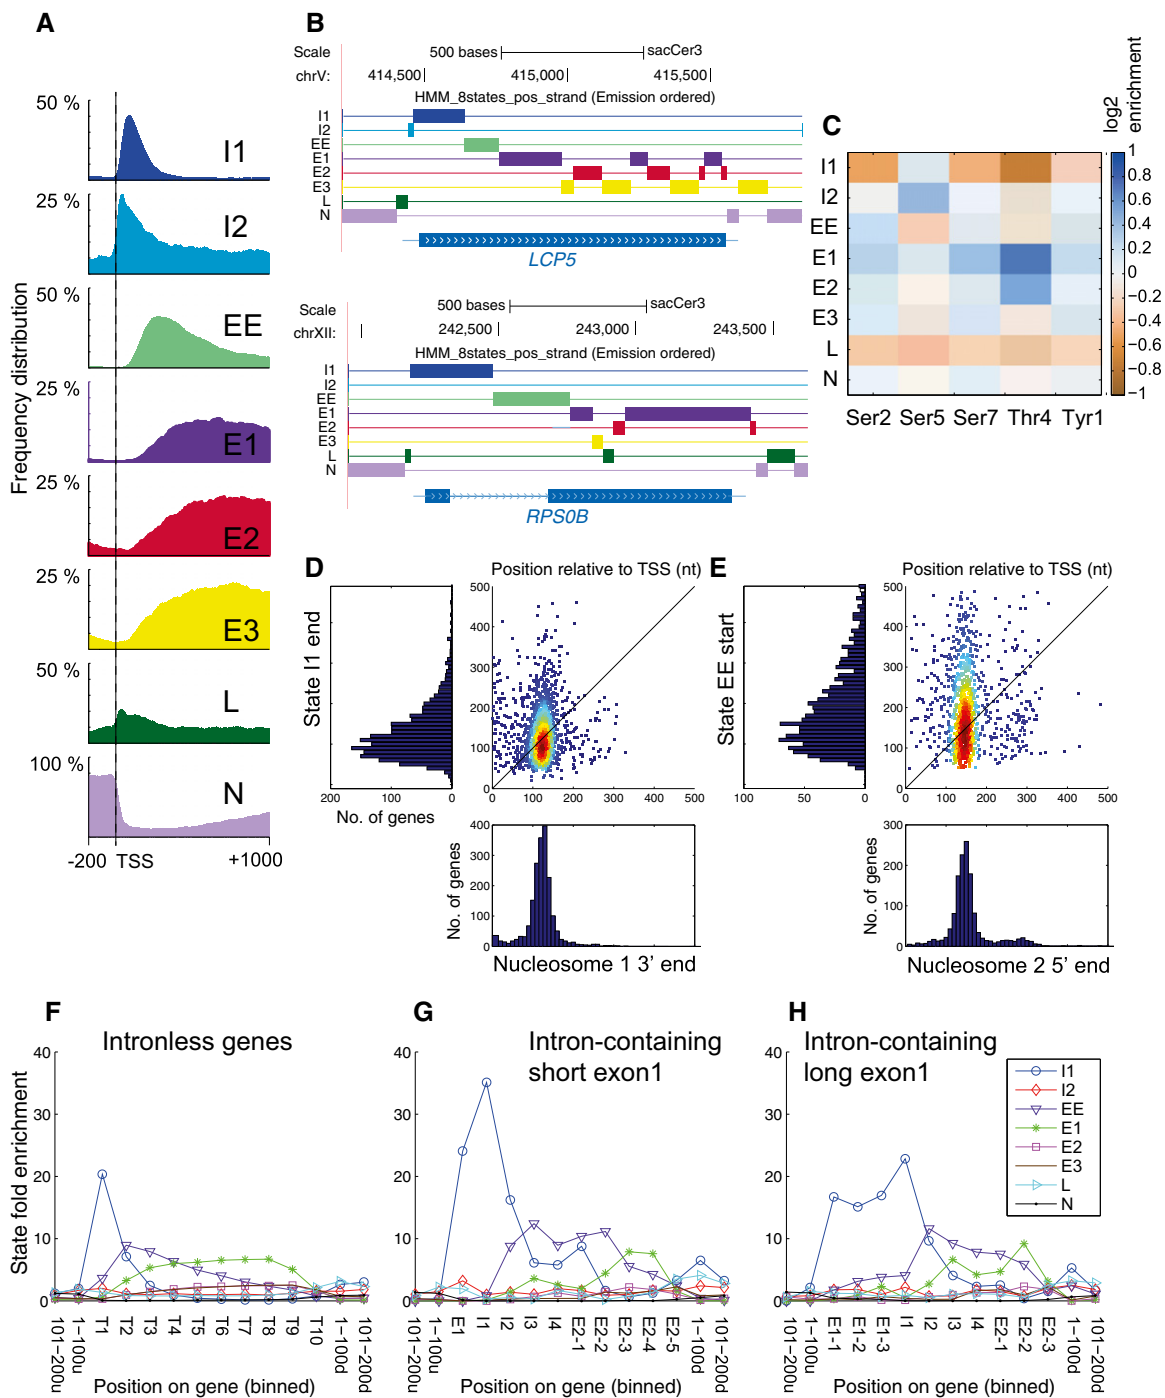 A
Frequency distribution
50 %
I1
25 %
I2
50 %
EE
25 %
E1
25 %
E2
25 %
E3
50 %
L
100 %
N
-200 TSS +1000
B
Scale 500 bases sacCer3
chrV: 414,500 415,000 415,500
HMM_8states_pos_strand (Emission ordered)
I1
I2
EE
E1
E2
E3
L
N
LCP5
Scale 500 bases sacCer3
chrXII: 242,500 243,000 243,500
HMM_8states_pos_strand (Emission ordered)
I1
I2
EE
E1
E2
E3
L
N
RPS0B
C
log2 enrichment
I1
I2
EE
E1
E2
E3
L
N
Ser2 Ser5 Ser7 Thr4 Tyr1
1
0.8
0.6
0.4
0.2
0
−0.2
−0.4
−0.6
−0.8
−1
D
Position relative to TSS (nt)
State I1 end
200 100 0
No. of genes
500
400
300
200
100
0
0 100 200 300 400 500
No. of genes
400
300
200
100
0
Nucleosome 1 3' end
E
Position relative to TSS (nt)
State EE start
100 50 0
500
400
300
200
100
0
0 100 200 300 400 500
No. of genes
400
300
200
100
0
Nucleosome 2 5' end
F
Intronless genes
State fold enrichment
40
30
20
10
0
101−200u 1−100u T1 T2 T3 T4 T5 T6 T7 T8 T9 T10 1−100d 101−200d
Position on gene (binned)
G
Intron-containing
short exon1
40
30
20
10
0
101−200u 1−100u E1 I1 I2 I3 I4 E2-1 E2-2 E2-3 E2-4 E2-5 1−100d 101−200d
Position on gene (binned)
H
Intron-containing
long exon1
40
30
20
10
0
101−200u 1−100u E1-1 E1-2 E1-3 I1 I2 I3 I4 E2-1 E2-2 E2-3 1−100d 101−200d
Position on gene (binned)
I1
I2
EE
E1
E2
E3
L
N